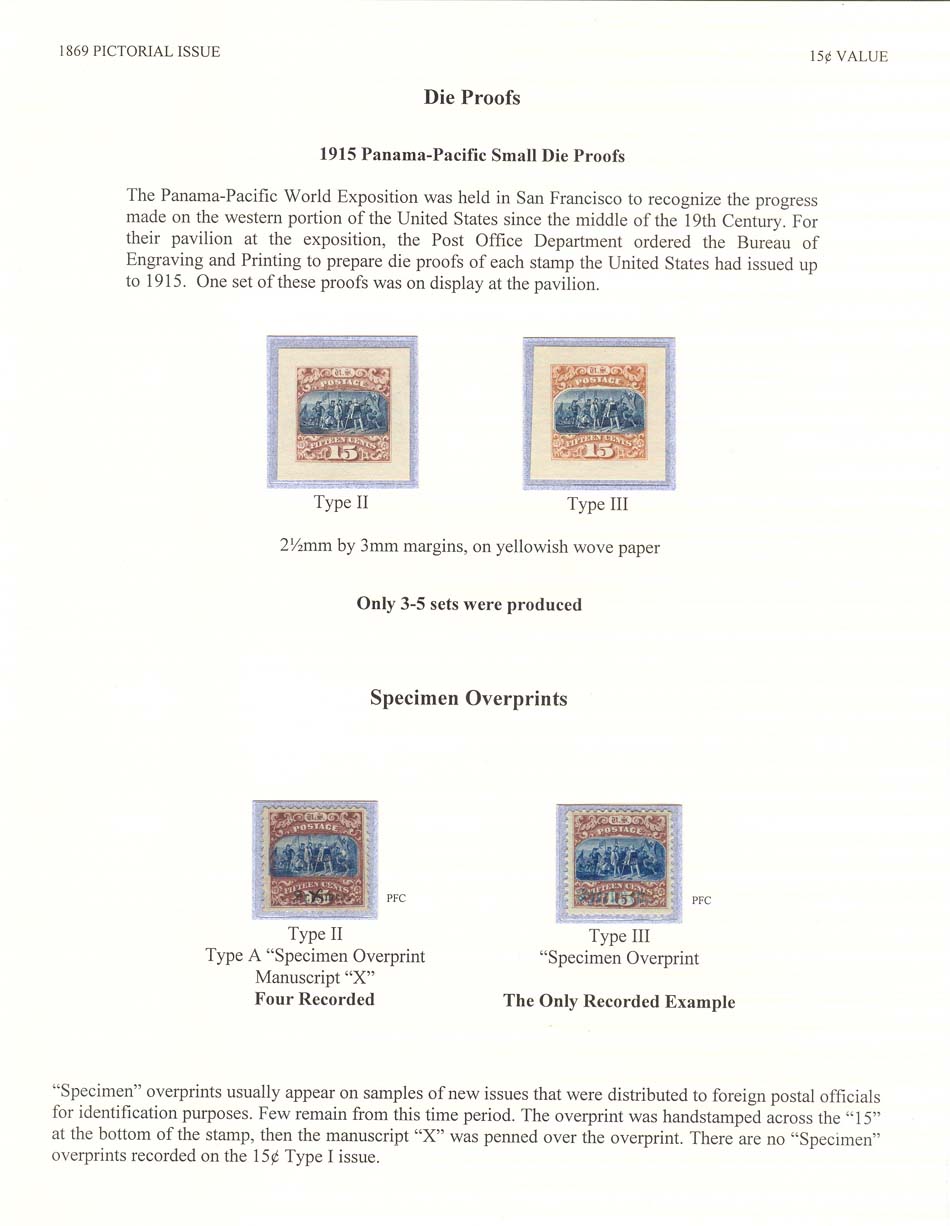 1869 PICTORIAL ISSUE
15¢ VALUE
Die Proofs
1915 Panama-Pacific Small Die Proofs
The Panama-Pacific World Exposition was held in San Francisco to recognize the progress
made on the western portion of the United States since the middle of the 19th Century. For
their pavilion at the exposition, the Post Office Department ordered the Bureau of
Engraving and Printing to prepare die proofs of each stamp the United States had issued up
to 1915.  One set of these proofs was on display at the pavilion.
U.S.
POSTAGE
FIFTEEN CENTS
15
U.S.
POSTAGE
FIFTEEN CENTS
15
Type II
Type III
2½mm by 3mm margins, on yellowish wove paper
Only 3-5 sets were produced
Specimen Overprints
U.S.
POSTAGE
FIFTEEN CENTS
15
PFC
U.S.
POSTAGE
FIFTEEN CENTS
15
PFC
Type II
Type A “Specimen Overprint
Manuscript “X”
Four Recorded
Type III
“Specimen Overprint
The Only Recorded Example
“Specimen” overprints usually appear on samples of new issues that were distributed to foreign postal officials
for identification purposes. Few remain from this time period. The overprint was handstamped across the “15”
at the bottom of the stamp, then the manuscript “X” was penned over the overprint. There are no “Specimen”
overprints recorded on the 15¢ Type I issue.